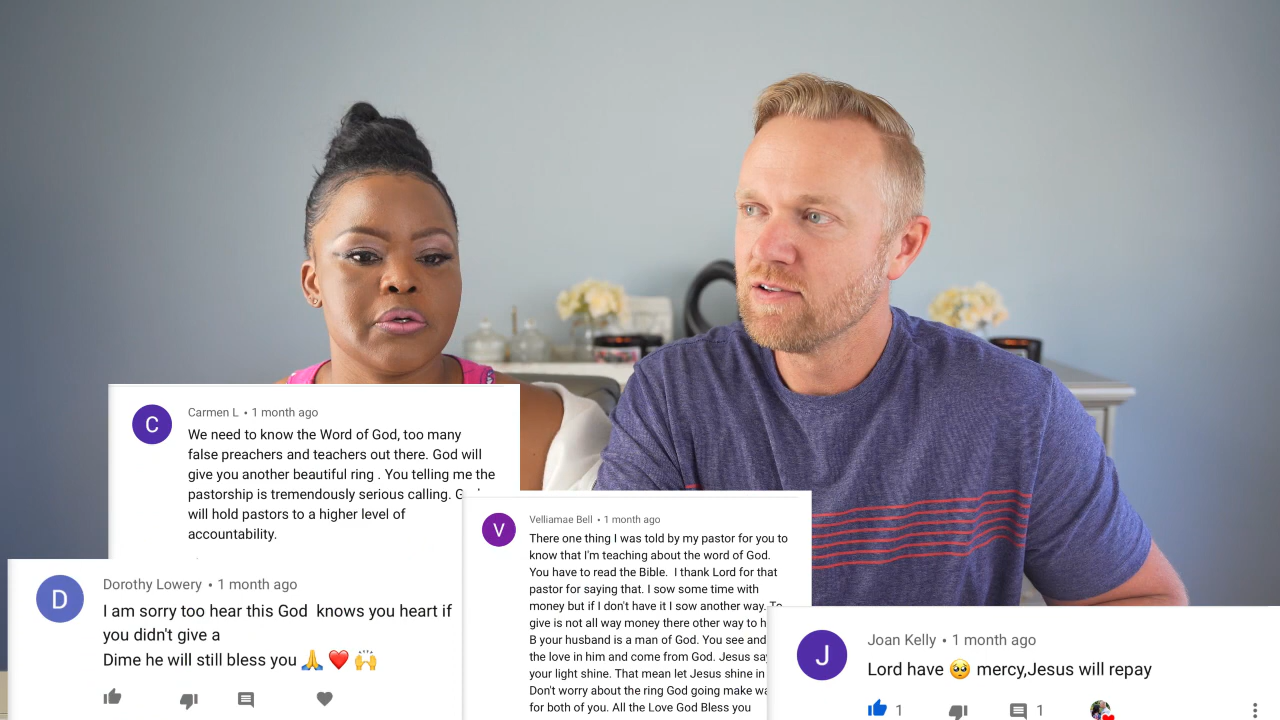 C
Carmen L • 1 month ago
We need to know the Word of God, too many
false preachers and teachers out there. God will
give you another beautiful ring . You telling me the
pastorship is tremendously serious calling.
will hold pastors to a higher level of
accountability.
D
Dorothy Lowery • 1 month ago
I am sorry too hear this God knows you heart if
you didn't give a
Dime he will still bless you 🙏 ❤️ 🙌
V
Velliamae Bell • 1 month ago
There one thing I was told by my pastor for you to
know that I'm teaching about the word of God.
You have to read the Bible. I thank Lord for that
pastor for saying that. I sow some time with
money but if I don't have it I sow another way.
give is not all way money there other way to
B your husband is a man of God. You see and
the love in him and come from God. Jesus
your light shine. That mean let Jesus shine in
Don't worry about the ring God going make
for both of you. All the Love God Bless you
J
Joan Kelly • 1 month ago
Lord have 🥺 mercy,Jesus will repay
1
1